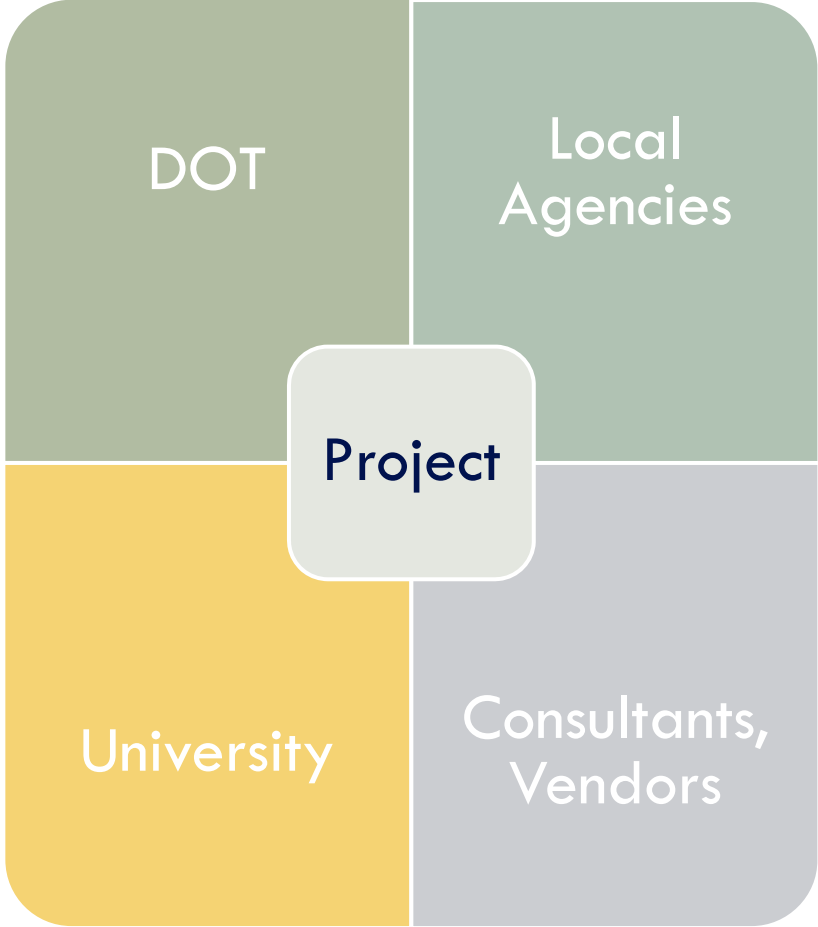 DOT
Local
Agencies
Project
University
Consultants,
Vendors